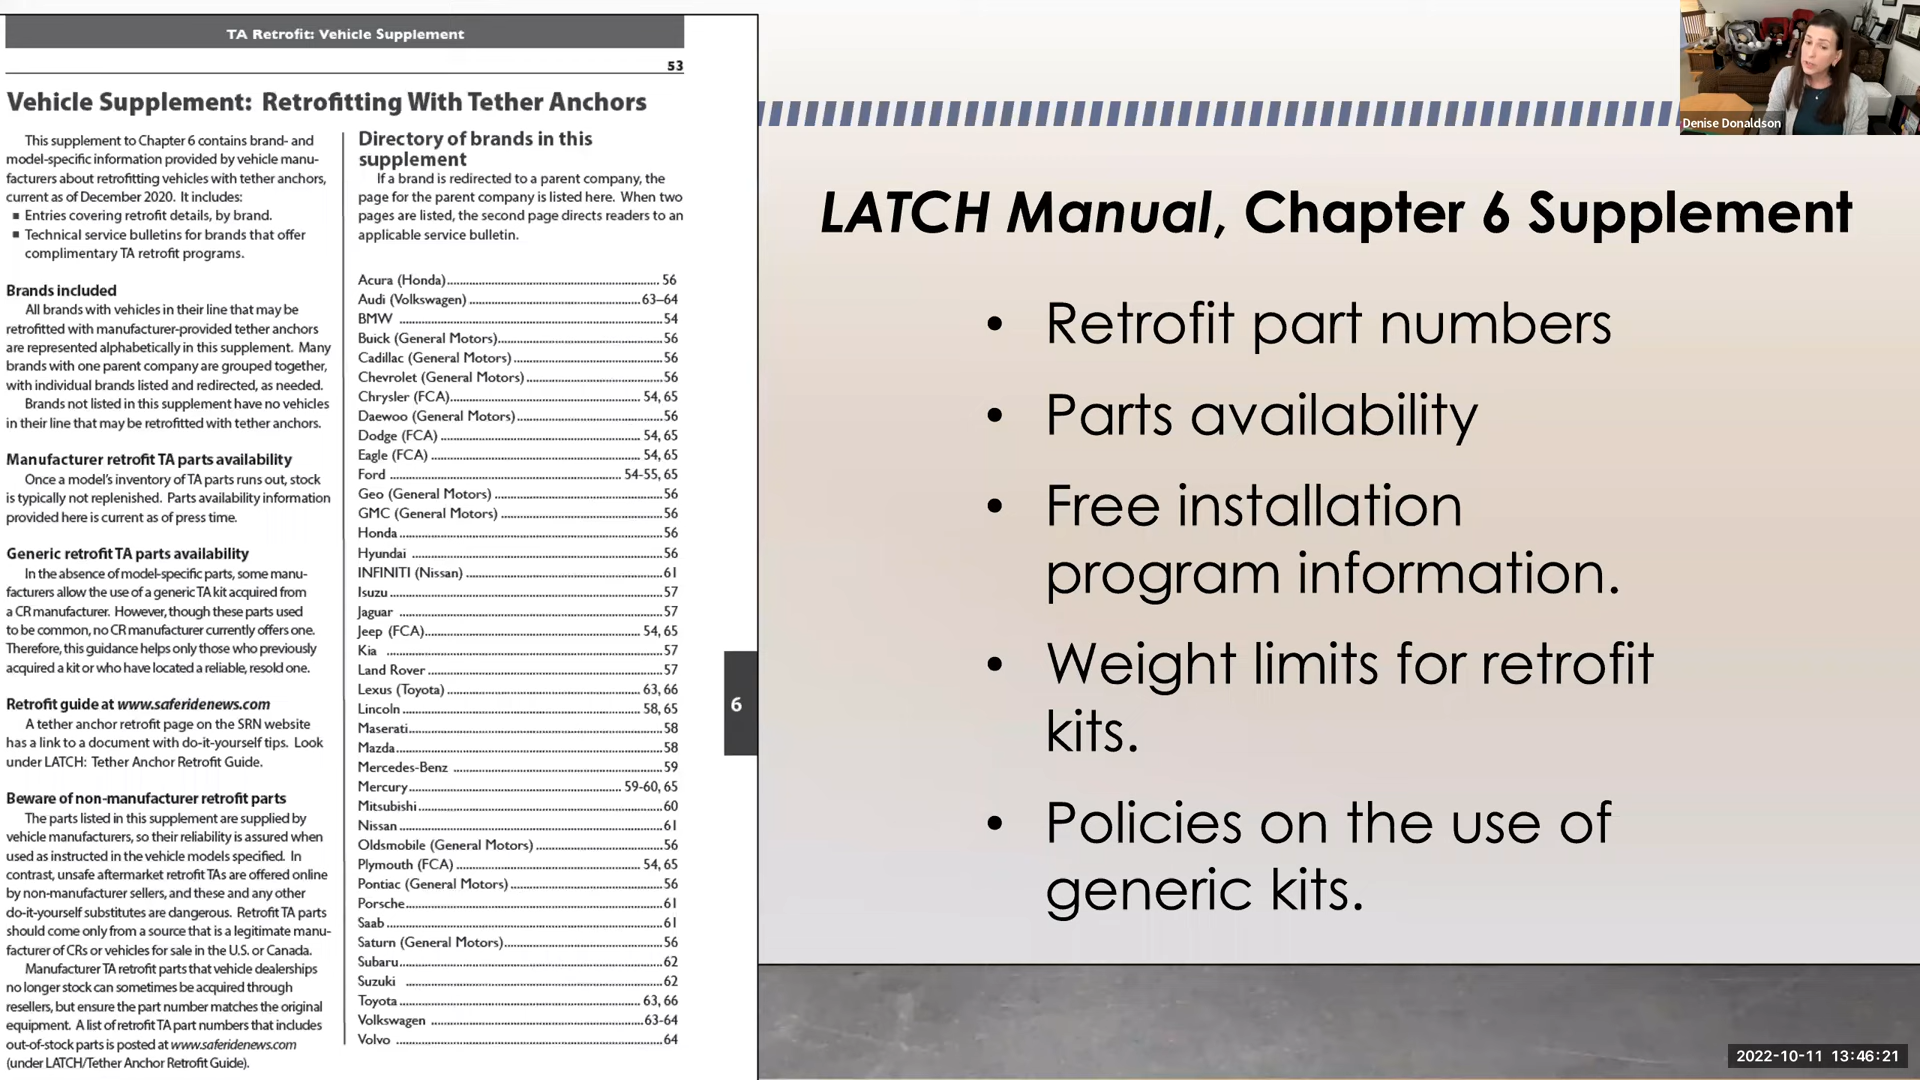 TA Retrofit: Vehicle Supplement
53
Vehicle Supplement: Retrofitting With Tether Anchors
This supplement to Chapter 6 contains brand- and
model-specific information provided by vehicle manu-
facturers about retrofitting vehicles with tether anchors,
current as of December 2020. It includes:
▪ Entries covering retrofit details, by brand.
▪ Technical service bulletins for brands that offer
complimentary TA retrofit programs.
Brands included
All brands with vehicles in their line that may be
retrofitted with manufacturer-provided tether anchors
are represented alphabetically in this supplement. Many
brands with one parent company are grouped together,
with individual brands listed and redirected, as needed.
Brands not listed in this supplement have no vehicles
in their line that may be retrofitted with tether anchors.
Manufacturer retrofit TA parts availability
Once a model's inventory of TA parts runs out, stock
is typically not replenished. Parts availability information
provided here is current as of press time.
Generic retrofit TA parts availability
In the absence of model-specific parts, some manu-
facturers allow the use of a generic TA kit acquired from
a CR manufacturer. However, though these parts used
to be common, no CR manufacturer currently offers one.
Therefore, this guidance helps only those who previously
acquired a kit or who have located a reliable, resold one.
Retrofit guide at www.saferidenews.com
A tether anchor retrofit page on the SRN website
has a link to a document with do-it-yourself tips. Look
under LATCH: Tether Anchor Retrofit Guide.
Beware of non-manufacturer retrofit parts
The parts listed in this supplement are supplied by
vehicle manufacturers, so their reliability is assured when
used as instructed in the vehicle models specified. In
contrast, unsafe aftermarket retrofit TAs are offered online
by non-manufacturer sellers, and these and any other
do-it-yourself substitutes are dangerous. Retrofit TA parts
should come only from a source that is a legitimate manu-
facturer of CRs or vehicles for sale in the U.S. or Canada.
Manufacturer TA retrofit parts that vehicle dealerships
no longer stock can sometimes be acquired through
resellers, but ensure the part number matches the original
equipment. A list of retrofit TA part numbers that includes
out-of-stock parts is posted at www.saferidenews.com
(under LATCH/Tether Anchor Retrofit Guide).
Directory of brands in this
supplement
If a brand is redirected to a parent company, the
page for the parent company is listed here. When two
pages are listed, the second page directs readers to an
applicable service bulletin.
Acura (Honda) 56
Audi (Volkswagen) 63–64
BMW 54
Buick (General Motors) 56
Cadillac (General Motors) 56
Chevrolet (General Motors) 56
Chrysler (FCA) 54, 65
Daewoo (General Motors) 56
Dodge (FCA) 54, 65
Eagle (FCA) 54, 65
Ford 54-55, 65
Geo (General Motors) 56
GMC (General Motors) 56
Honda 56
Hyundai 56
INFINITI (Nissan) 61
Isuzu 57
Jaguar 57
Jeep (FCA) 54, 65
Kia 57
Land Rover 57
Lexus (Toyota) 63, 66
Lincoln 58, 65
Maserati 58
Mazda 58
Mercedes-Benz 59
Mercury 59-60, 65
Mitsubishi 60
Nissan 61
Oldsmobile (General Motors) 56
Plymouth (FCA) 54, 65
Pontiac (General Motors) 56
Porsche 61
Saab 61
Saturn (General Motors) 56
Subaru 62
Suzuki 62
Toyota 63, 66
Volkswagen 63-64
Volvo 64
6
LATCH Manual, Chapter 6 Supplement
• Retrofit part numbers
• Parts availability
• Free installation
program information.
• Weight limits for retrofit
kits.
• Policies on the use of
generic kits.
Denise Donaldson
2022-10-11 13:46:21